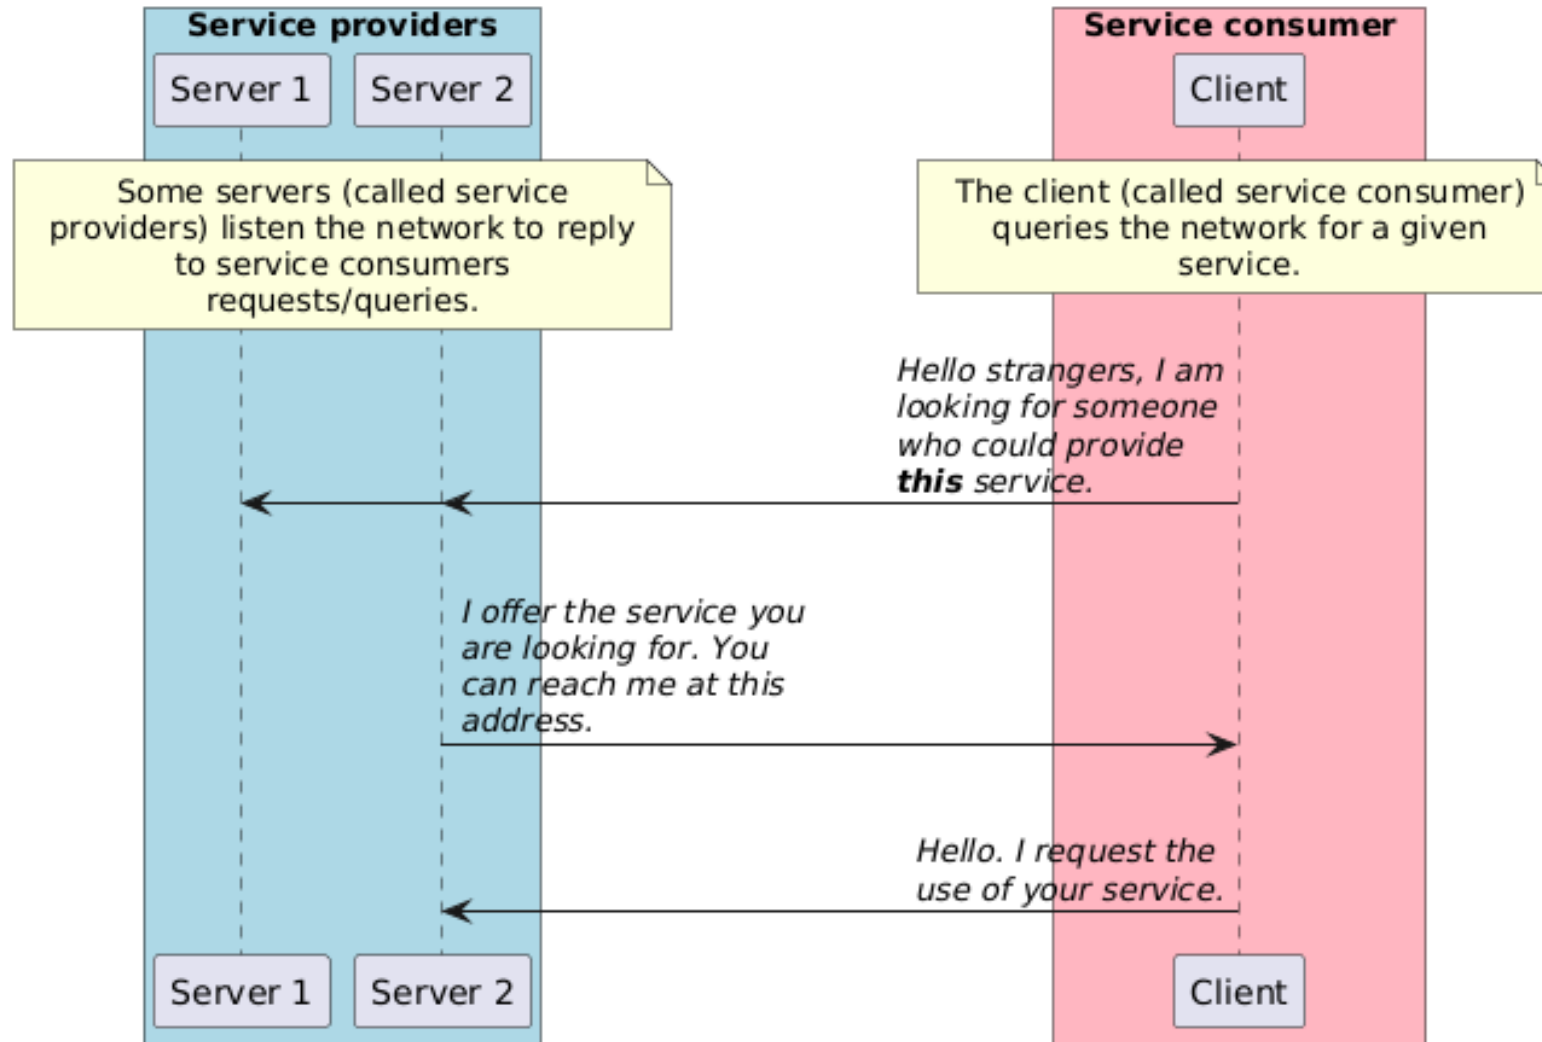 Service providers
Service consumer
Server 1
Server 2
Client
Some servers (called service
providers) listen the network to reply
to service consumers
requests/queries.
The client (called service consumer)
queries the network for a given
service.
Hello strangers, I am
looking for someone
who could provide
this service.
I offer the service you
are looking for. You
can reach me at this
address.
Hello. I request the
use of your service.
Server 1
Server 2
Client